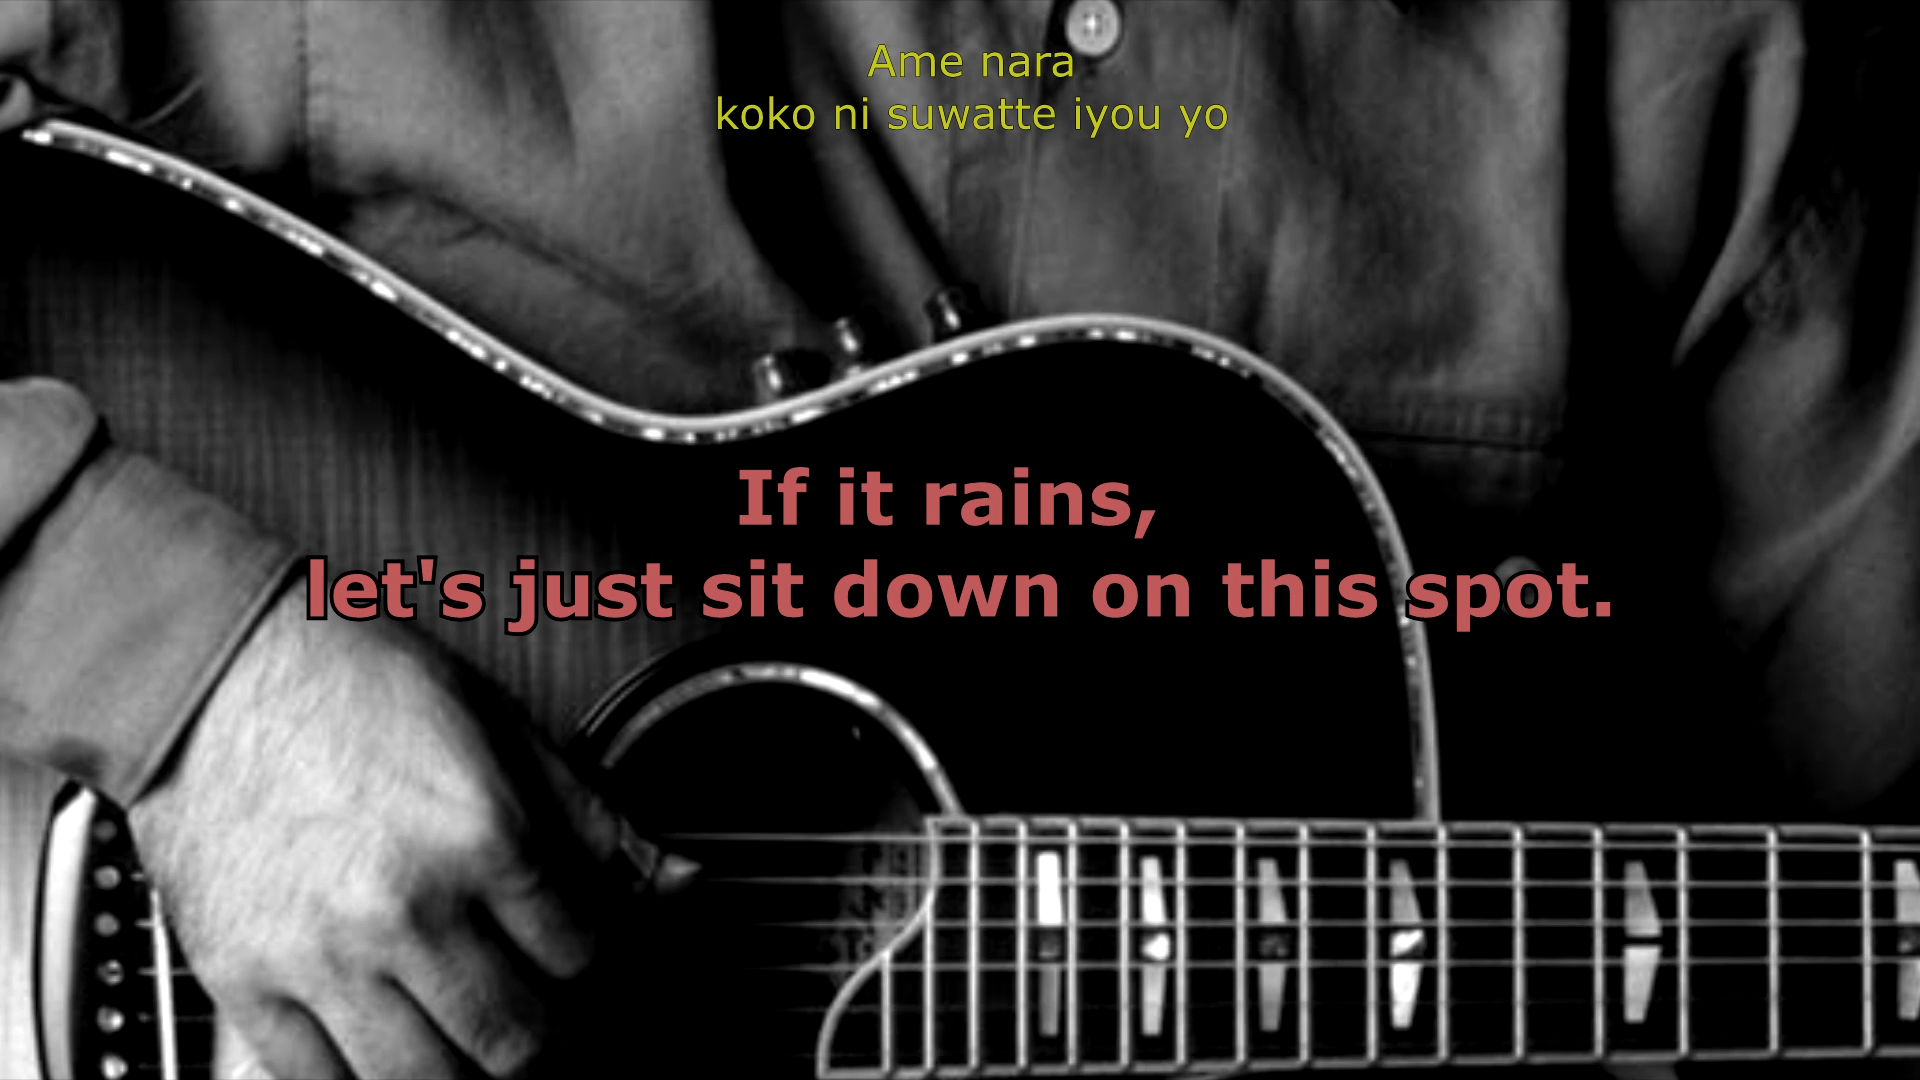 Ame nara
koko ni suwatte iyou yo
If it rains,
let's just sit down on this spot.